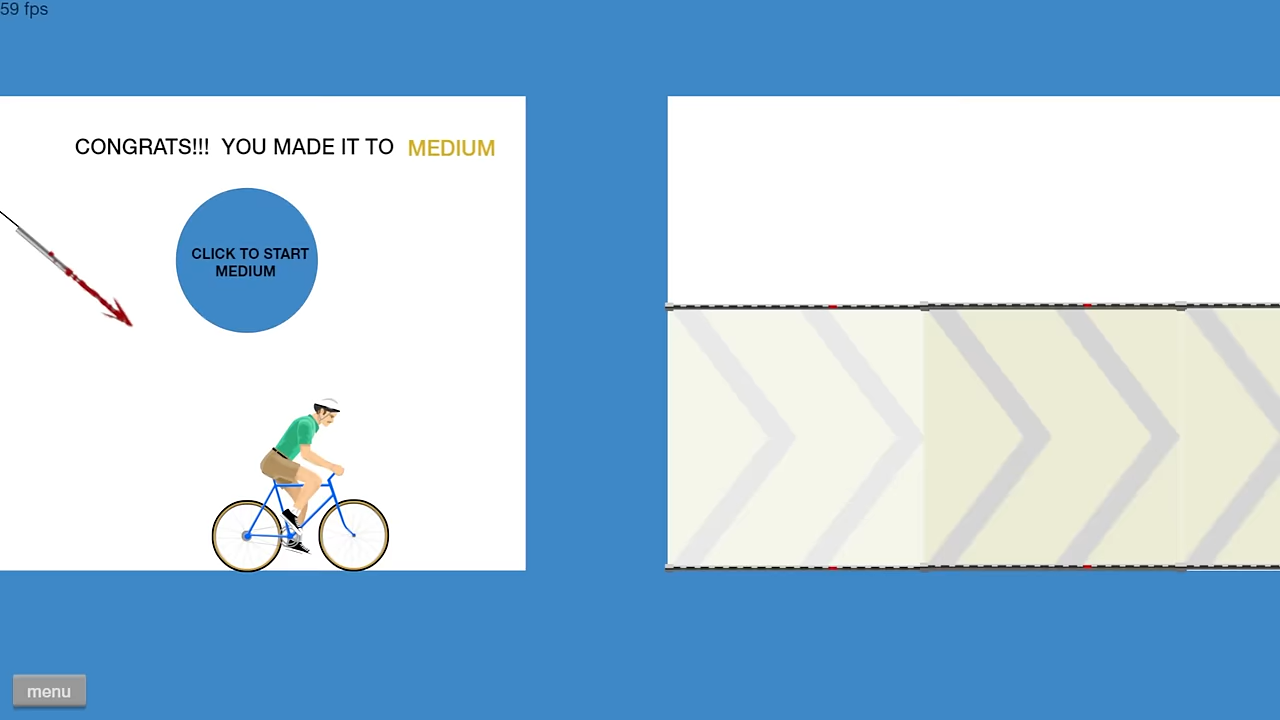 59 fps
CONGRATS!!!  YOU MADE IT TO MEDIUM
CLICK TO START
MEDIUM
menu